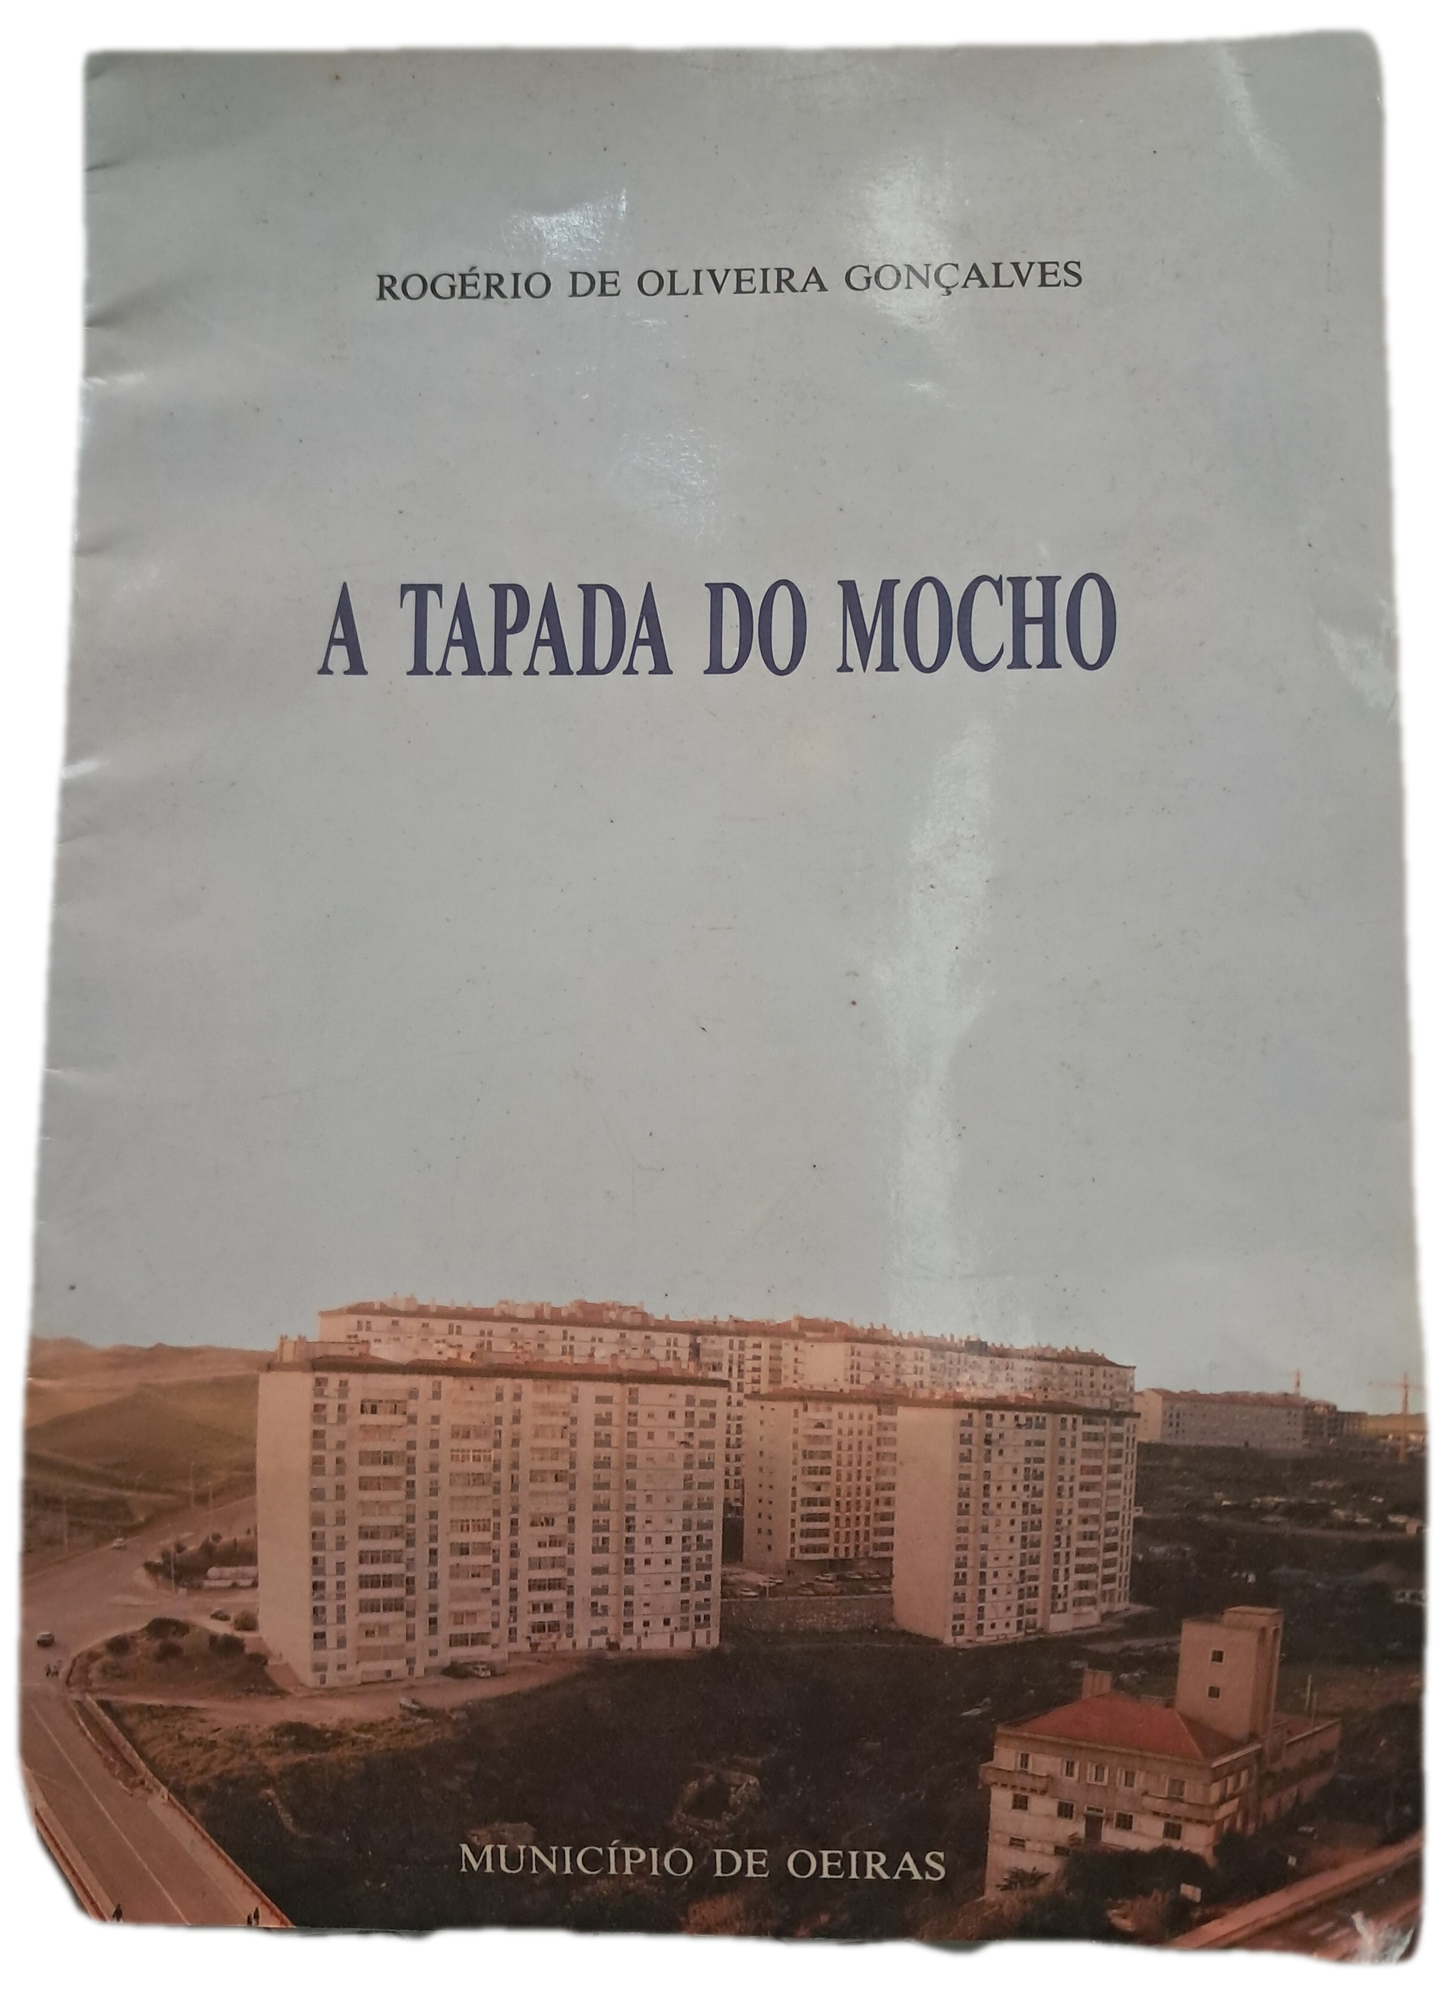 ROGÉRIO DE OLIVEIRA GONÇALVES
A TAPADA DO MOCHO
MUNICÍPIO DE OEIRAS